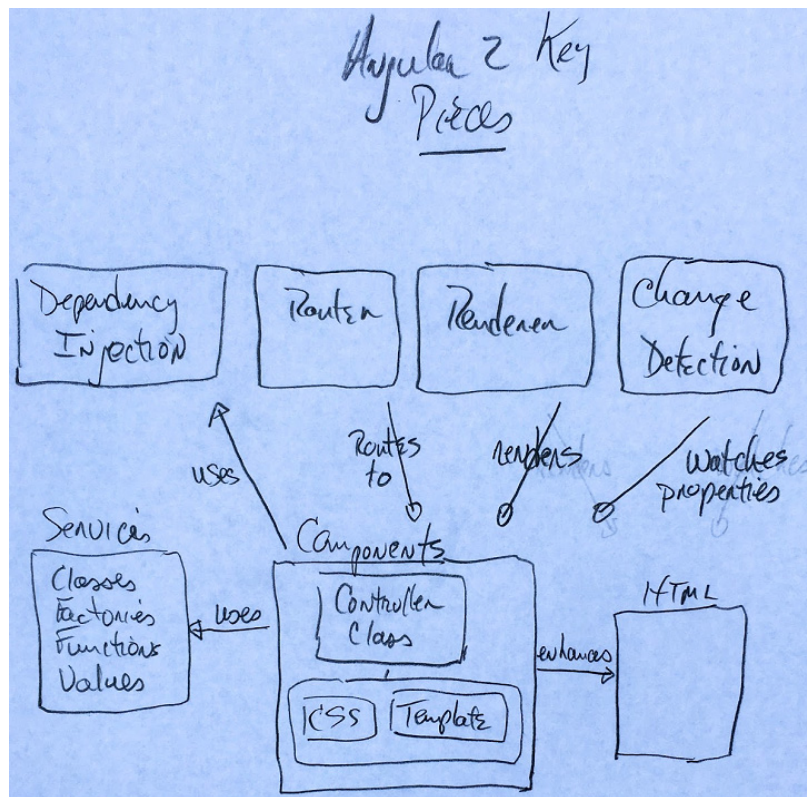 Angular 2 Key
Pieces
Dependency
Injection
Router
Renderer
Change
Detection
uses
Routes
to
renders
watches
properties
Services
Classes
Factories
Functions
Values
uses
Components
Controller
Class
CSS
Template
enhances
HTML